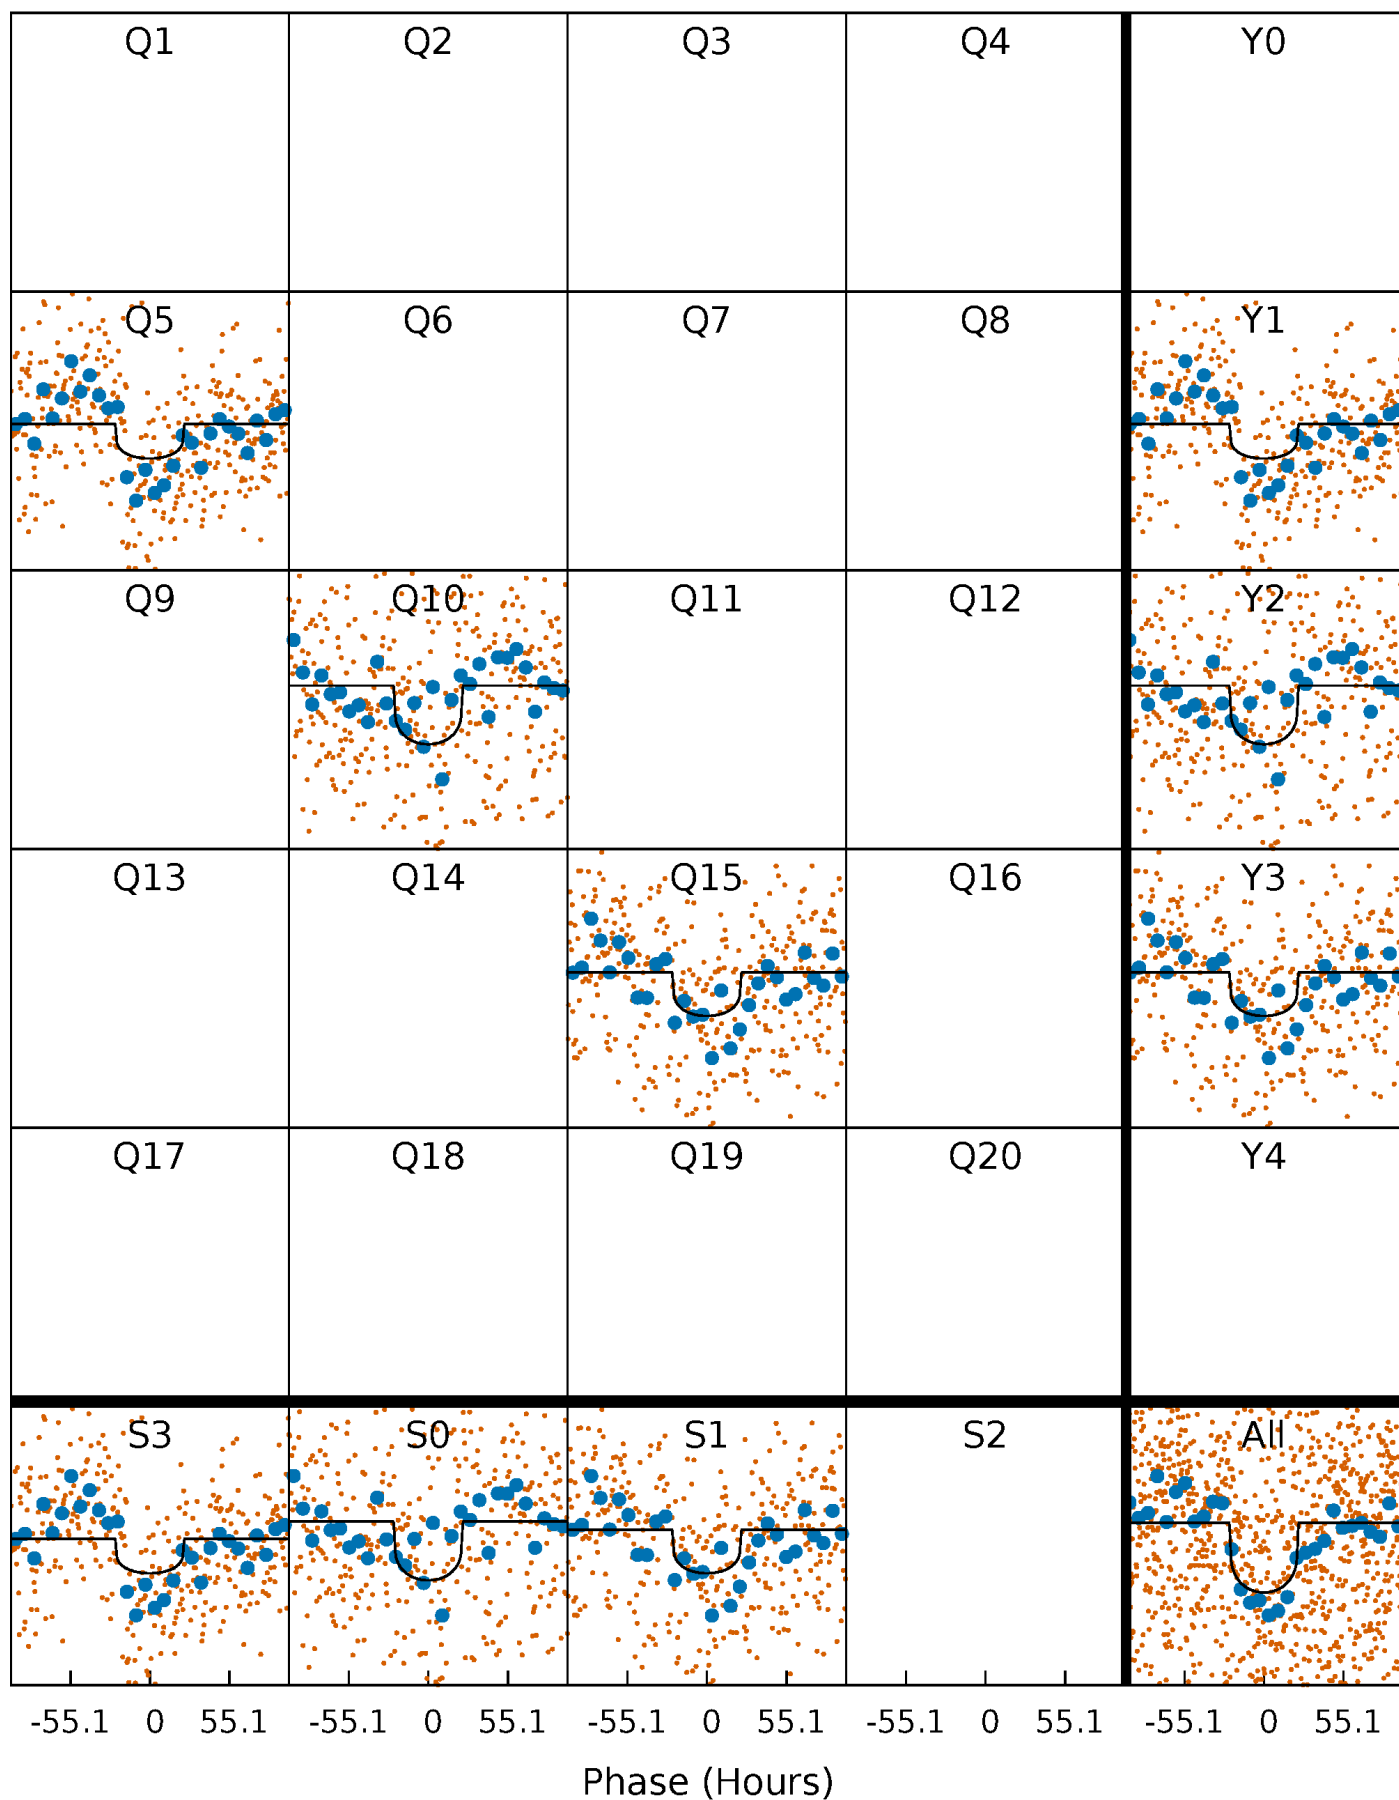 Q1 Q2 Q3 Q4 Y0
Q5 Q6 Q7 Q8 Y1
Q9 Q10 Q11 Q12 Y2
Q13 Q14 Q15 Q16 Y3
Q17 Q18 Q19 Q20 Y4
S3 S0 S1 S2 All
-55.1 0 55.1 -55.1 0 55.1 -55.1 0 55.1 -55.1 0 55.1 -55.1 0 55.1
Phase (Hours)